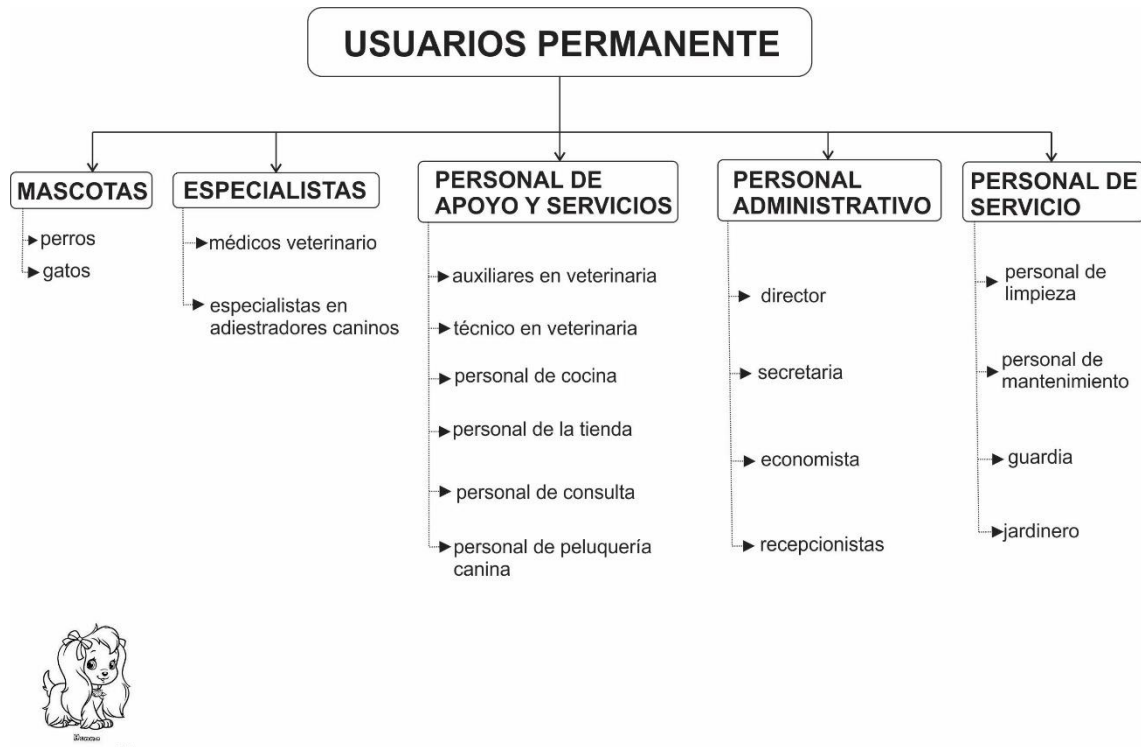 USUARIOS PERMANENTE
MASCOTAS
perros
gatos
ESPECIALISTAS
médicos veterinario
especialistas en
adiestradores caninos
PERSONAL DE
APOYO Y SERVICIOS
auxiliares en veterinaria
técnico en veterinaria
personal de cocina
personal de la tienda
personal de consulta
personal de peluquería
canina
PERSONAL
ADMINISTRATIVO
director
secretaria
economista
recepcionistas
PERSONAL DE
SERVICIO
personal de
limpieza
personal de
mantenimiento
guardia
jardinero